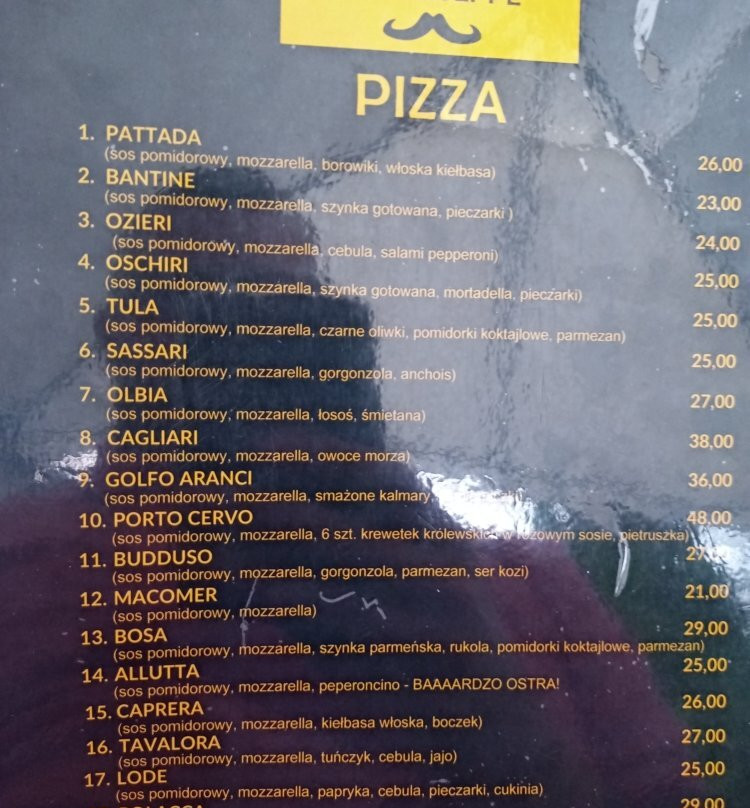 PIZZA
1. PATTADA
(sos pomidorowy, mozzarella, borowiki, włoska kiełbasa) 26,00
2. BANTINE
(sos pomidorowy, mozzarella, szynka gotowana, pieczarki ) 23,00
3. OZIERI
(sos pomidorowy, mozzarella, cebula, salami pepperoni) 24,00
4. OSCHIRI
(sos pomidorowy, mozzarella, szynka gotowana, mortadella, pieczarki) 25,00
5. TULA
(sos pomidorowy, mozzarella, czarne oliwki, pomidorki koktajlowe, parmezan) 25,00
6. SASSARI
(sos pomidorowy, mozzarella, gorgonzola, anchois) 25,00
7. OLBIA
(sos pomidorowy, mozzarella, łosoś, śmietana) 27,00
8. CAGLIARI
(sos pomidorowy, mozzarella, owoce morza) 38,00
9. GOLFO ARANCI
(sos pomidorowy, mozzarella, smażone kalmary 36,00
10. PORTO CERVO 48,00
(sos pomidorowy, mozzarella, 6 szt. krewetek królewskich w różowym sosie, pietruszka)
11. BUDDUSO 27,00
(sos pomidorowy, mozzarella, gorgonzola, parmezan, ser kozi)
12. MACOMER 21,00
(sos pomidorowy, mozzarella)
13. BOSA 29,00
(sos pomidorowy, mozzarella, szynka parmeńska, rukola, pomidorki koktajlowe, parmezan)
14. ALLUTTA 25,00
(sos pomidorowy, mozzarella, peperoncino - BAAAARDZO OSTRA!
15. CAPRERA 26,00
(sos pomidorowy, mozzarella, kiełbasa włoska, boczek)
16. TAVALORA 27,00
(sos pomidorowy, mozzarella, tuńczyk, cebula, jajo)
17. LODE 25,00
(sos pomidorowy, mozzarella, papryka, cebula, pieczarki, cukinia)
29,00